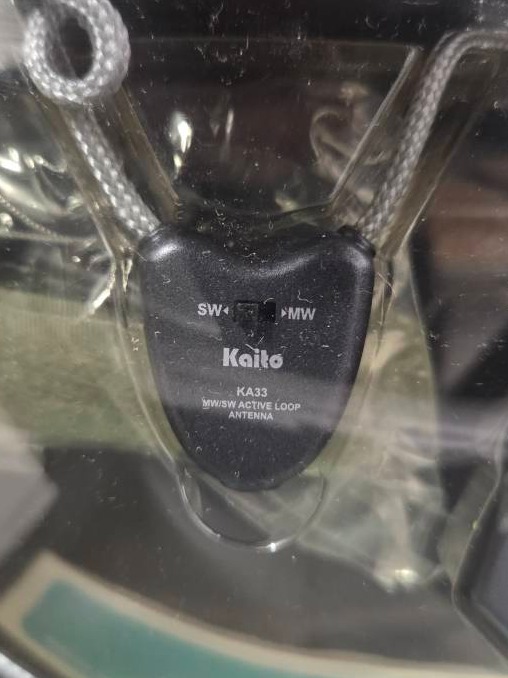 SW◂ ▸MW
Kaito
KA33
MW/SW ACTIVE LOOP
ANTENNA